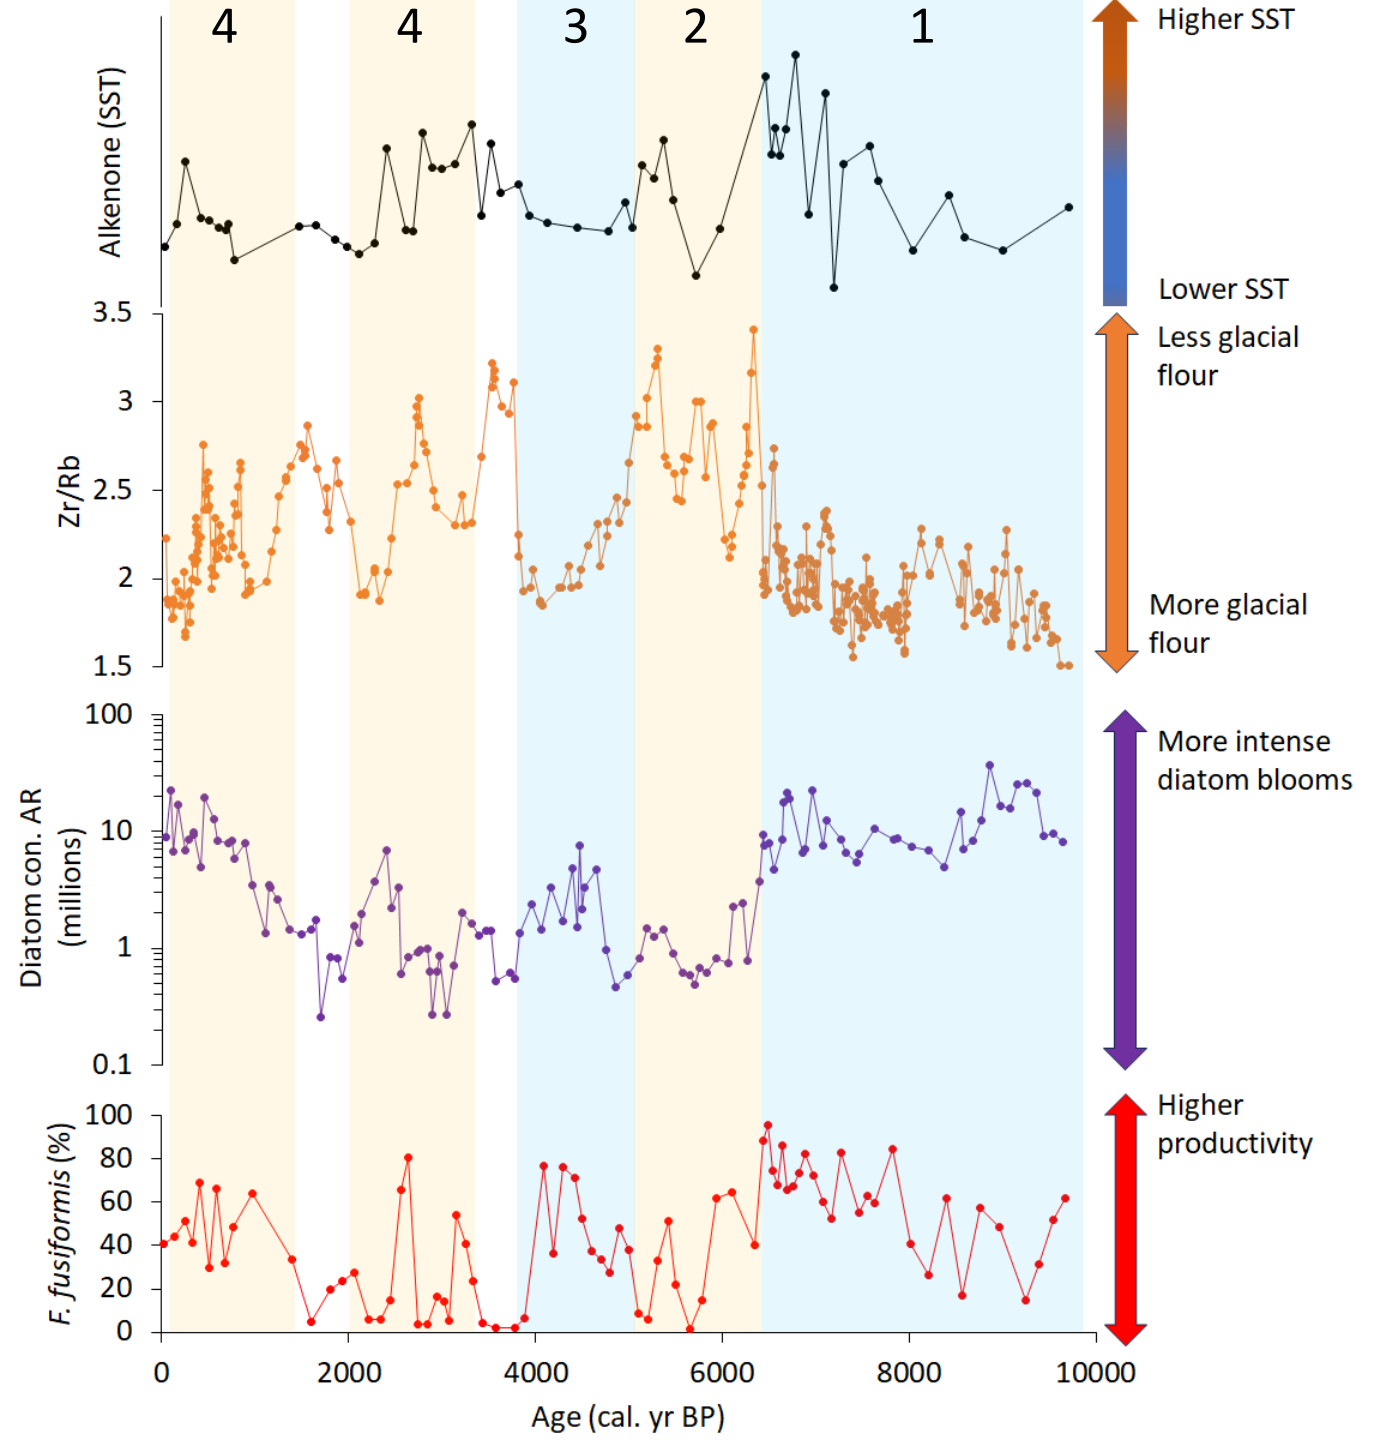 4 4 3 2 1
Alkenone (SST)
Higher SST
Lower SST
3.5
3
2.5
2
1.5
Zr/Rb
Less glacial
flour
More glacial
flour
100
10
1
0.1
Diatom con. AR
(millions)
More intense
diatom blooms
100
80
60
40
20
0
F. fusiformis (%)
Higher
productivity
0 2000 4000 6000 8000 10000
Age (cal. yr BP)